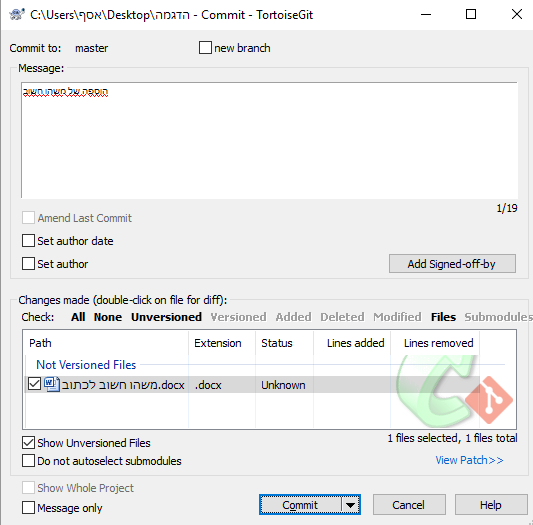 C:\Users\אסף\Desktop\הדגמה - Commit - TortoiseGit
Commit to: master new branch
Message:
הוספה של משהו חשוב
1/19
Amend Last Commit
Set author date
Set author
Add Signed-off-by
Changes made (double-click on file for diff):
Check: All None Unversioned Versioned Added Deleted Modified Files Submodules
Path Extension Status Lines added Lines removed
Not Versioned Files
משהו חשוב לכתוב.docx .docx Unknown
Show Unversioned Files
1 files selected, 1 files total
Do not autoselect submodules
View Patch>>
Show Whole Project
Message only
Commit Cancel Help